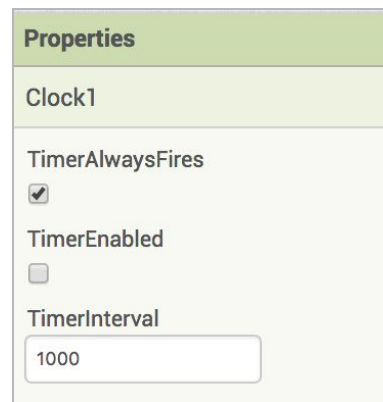 Properties
Clock1
TimerAlwaysFires
TimerEnabled
TimerInterval
1000